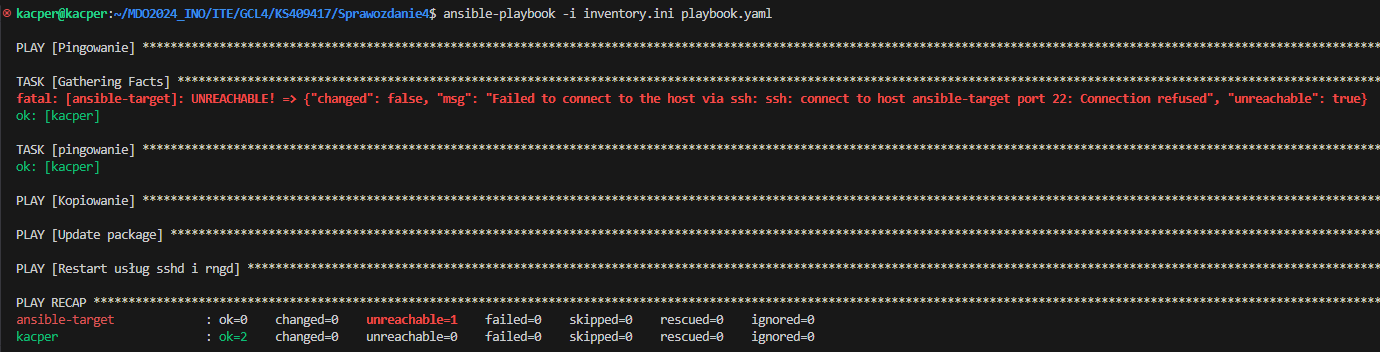 kacper@kacper:~/MDO2024_INO/ITE/GCL4/KS409417/Sprawozdanie4$ ansible-playbook -i inventory.ini playbook.yaml
PLAY [Pingowanie] ****************************************************************************************************************************************************************************
TASK [Gathering Facts] ***********************************************************************************************************************************************************************
fatal: [ansible-target]: UNREACHABLE! => {"changed": false, "msg": "Failed to connect to the host via ssh: ssh: connect to host ansible-target port 22: Connection refused", "unreachable": true}
ok: [kacper]
TASK [pingowanie] ****************************************************************************************************************************************************************************
ok: [kacper]
PLAY [Kopiowanie] ****************************************************************************************************************************************************************************
PLAY [Update package] ************************************************************************************************************************************************************************
PLAY [Restart usług sshd i rngd] *************************************************************************************************************************************************************
PLAY RECAP ***********************************************************************************************************************************************************************************
ansible-target             : ok=0    changed=0    unreachable=1    failed=0    skipped=0    rescued=0    ignored=0
kacper                     : ok=2    changed=0    unreachable=0    failed=0    skipped=0    rescued=0    ignored=0